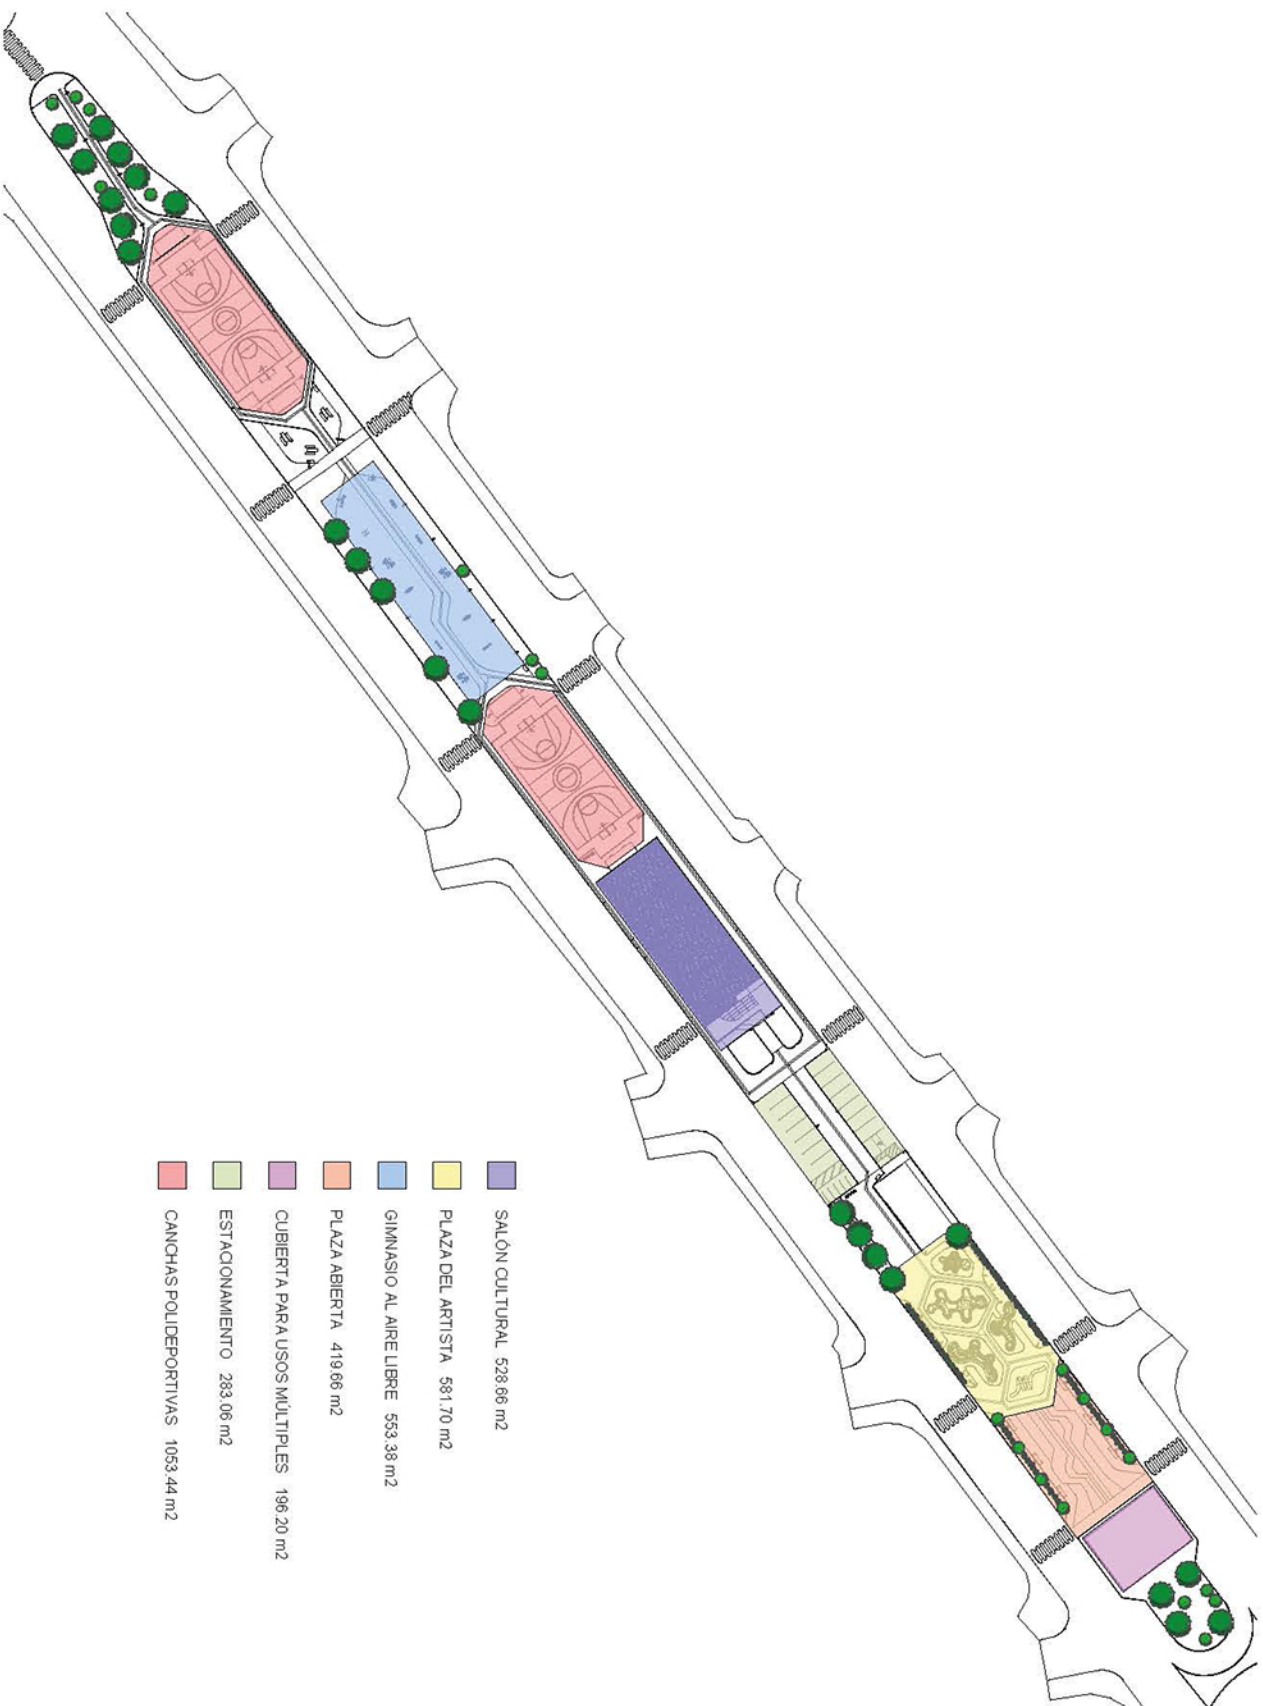 SALÓN CULTURAL 528.66 m2
PLAZA DEL ARTISTA 581.70 m2
GIMNASIO AL AIRE LIBRE 553.38 m2
PLAZA ABIERTA 419.66 m2
CUBIERTA PARA USOS MÚLTIPLES 196.20 m2
ESTACIONAMIENTO 283.06 m2
CANCHAS POLIDEPORTIVAS 1053.44 m2